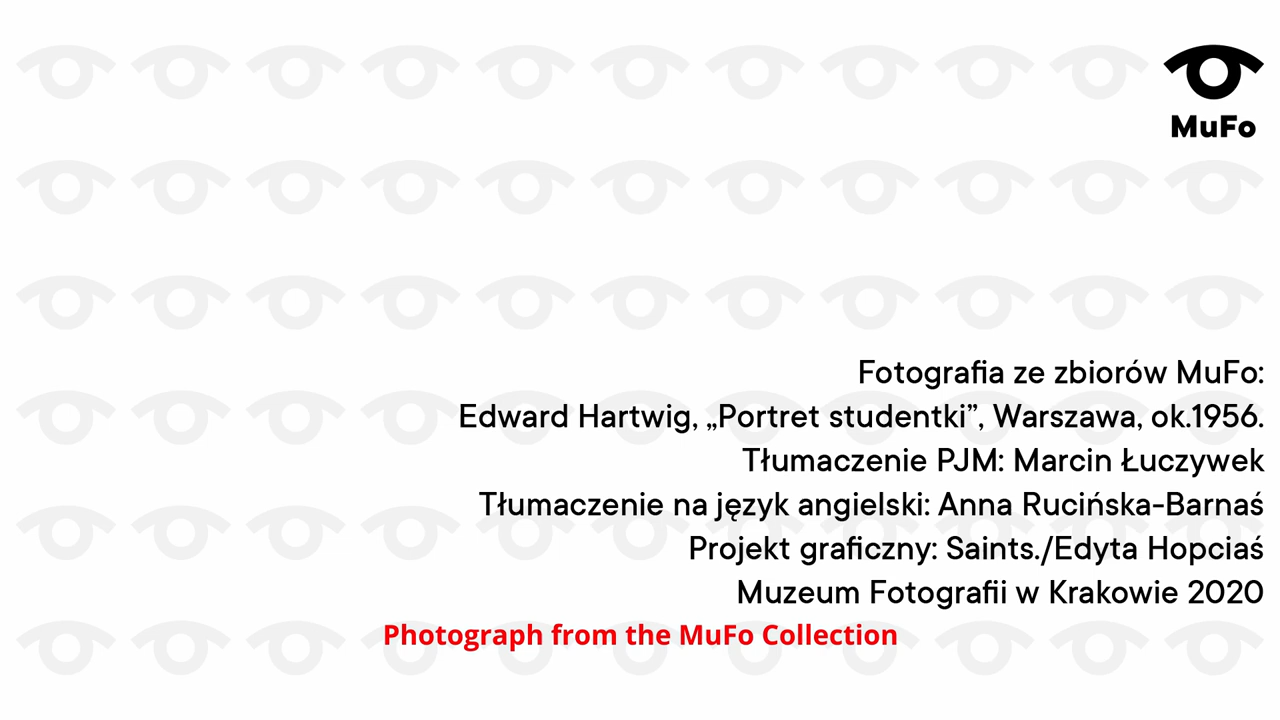 MuFo
Fotografia ze zbiorów MuFo:
Edward Hartwig, „Portret studentki”, Warszawa, ok.1956.
Tłumaczenie PJM: Marcin Łuczywek
Tłumaczenie na język angielski: Anna Rucińska-Barnaś
Projekt graficzny: Saints./Edyta Hopciaś
Muzeum Fotografii w Krakowie 2020
Photograph from the MuFo Collection